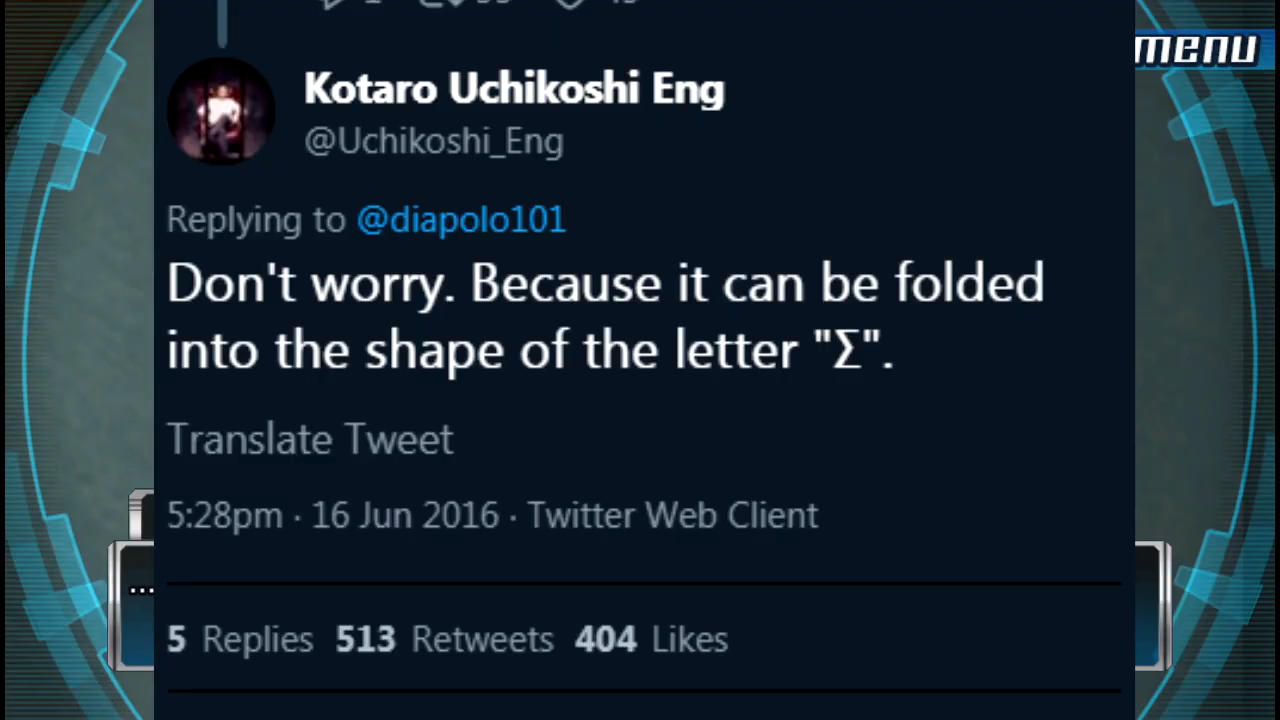 menu
Kotaro Uchikoshi Eng
@Uchikoshi_Eng
Replying to @diapolo101
Don't worry. Because it can be folded
into the shape of the letter "Σ".
Translate Tweet
5:28pm · 16 Jun 2016 · Twitter Web Client
...
5 Replies 513 Retweets 404 Likes